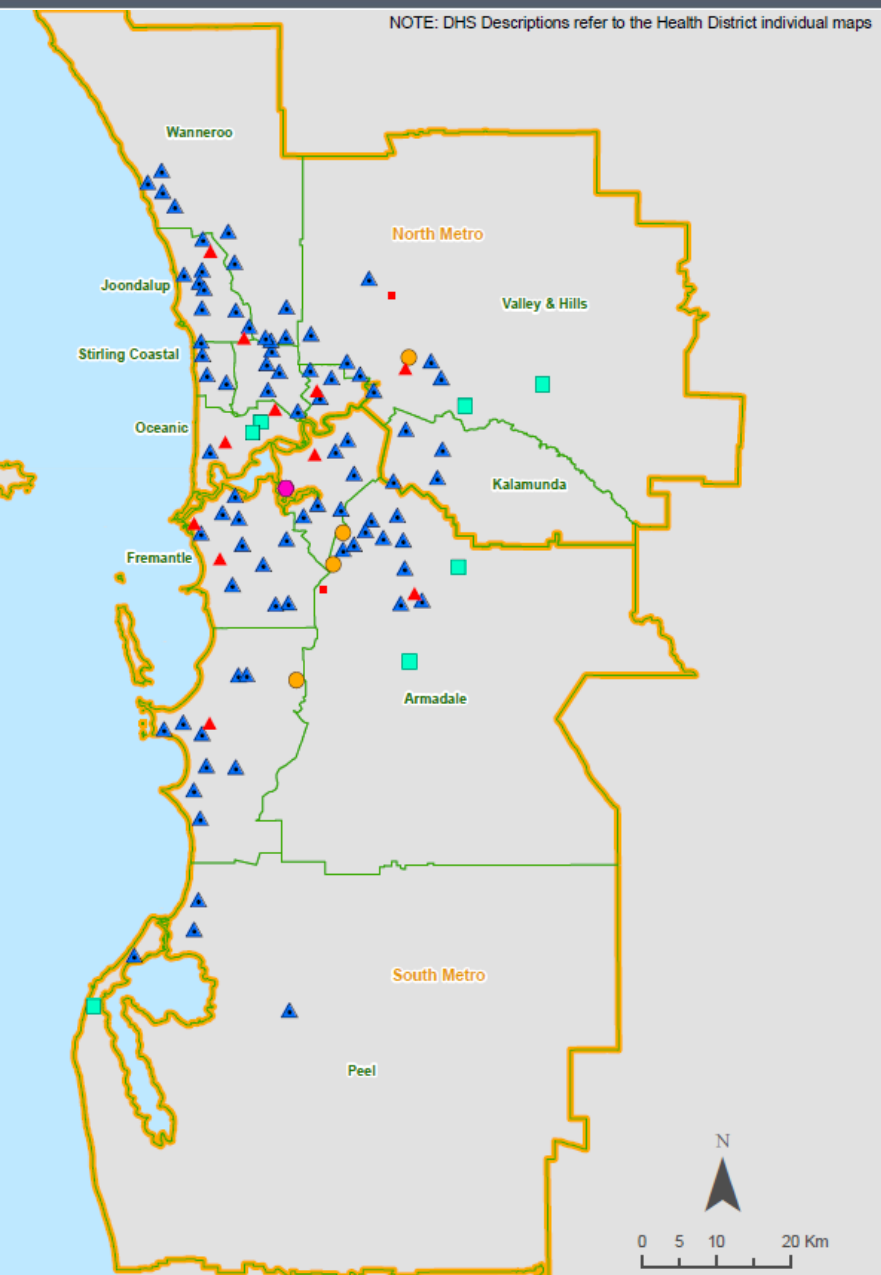 NOTE: DHS Descriptions refer to the Health District individual maps
Wanneroo
North Metro
Joondalup
Valley & Hills
Stirling Coastal
Oceanic
Kalamunda
Fremantle
Armadale
South Metro
Peel
N
0 5 10 20 Km